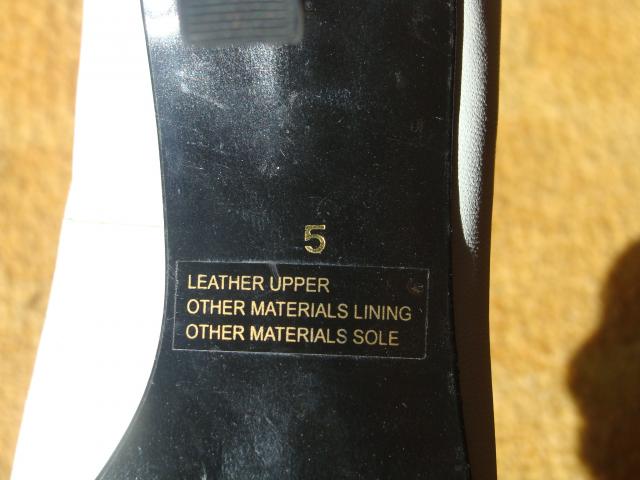 5
LEATHER UPPER
OTHER MATERIALS LINING
OTHER MATERIALS SOLE